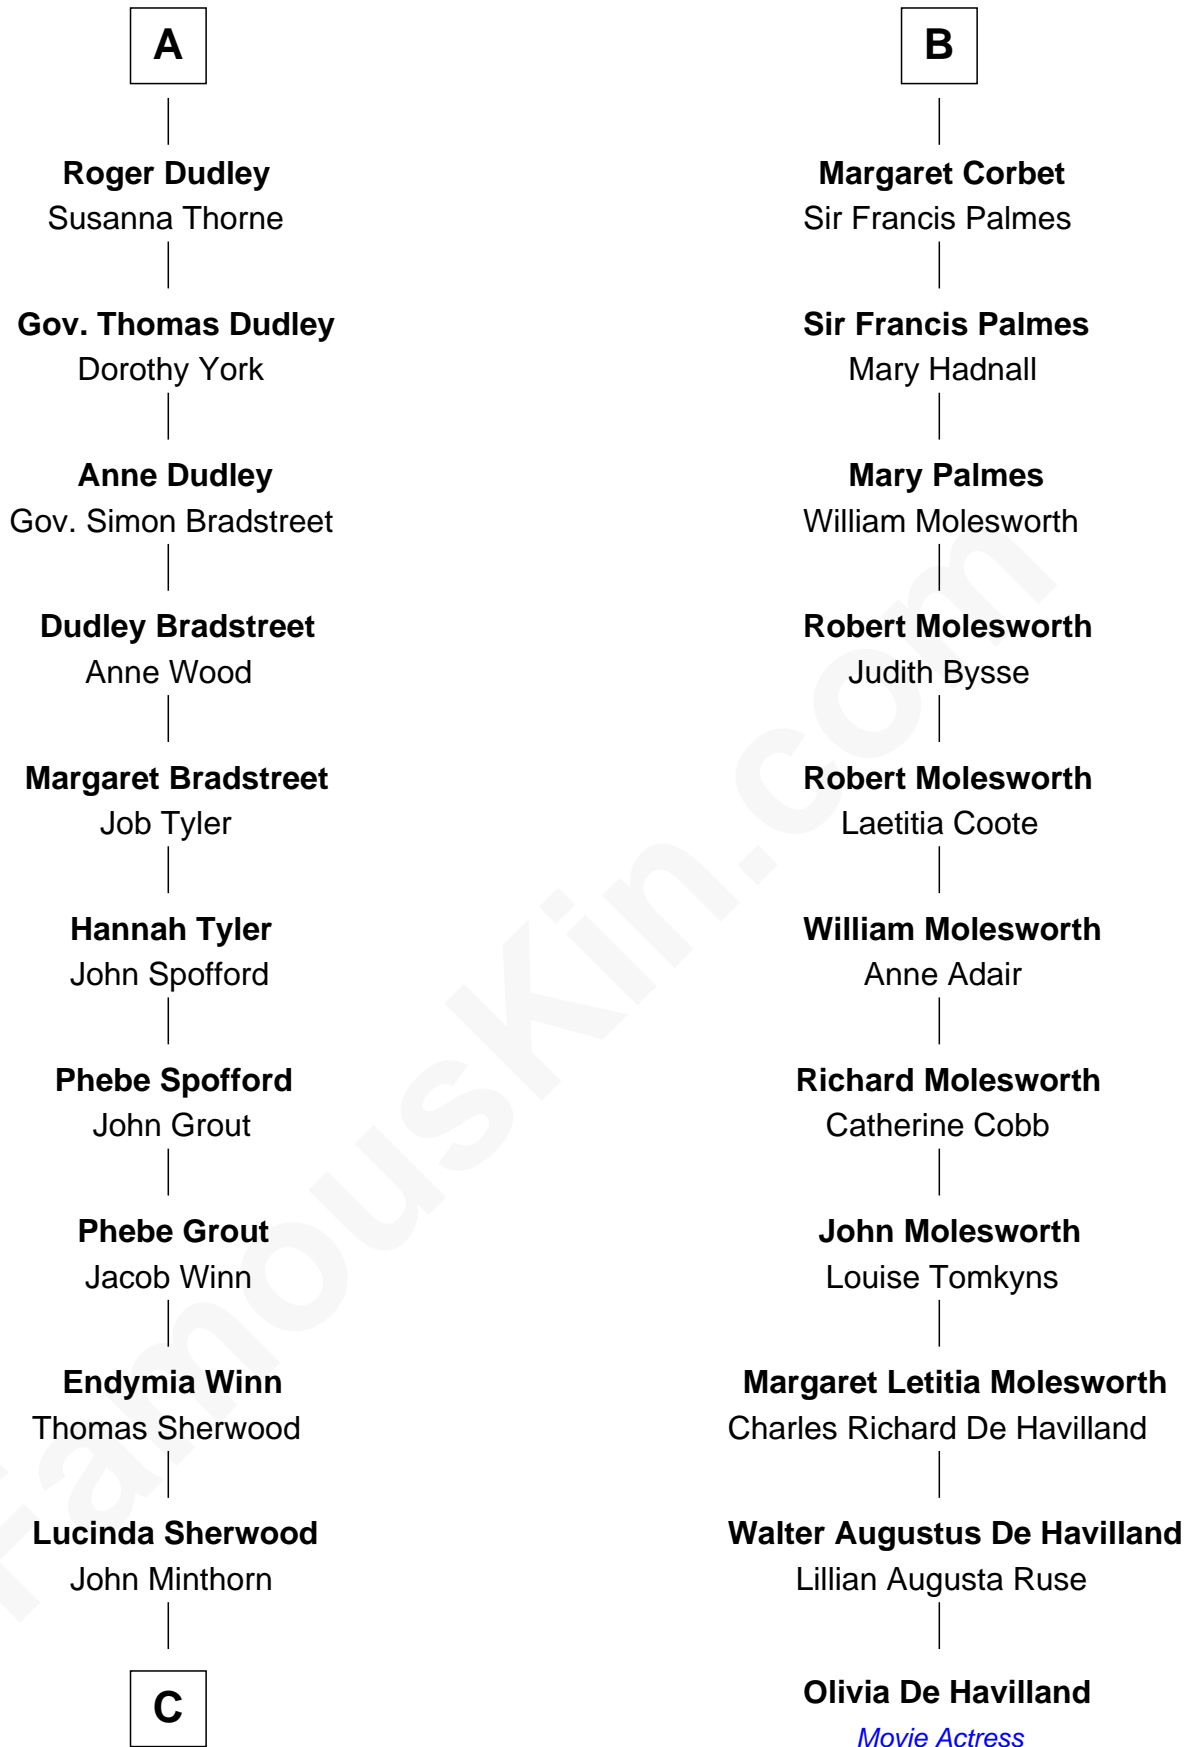 A
Roger Dudley
Susanna Thorne
Gov. Thomas Dudley
Dorothy York
Anne Dudley
Gov. Simon Bradstreet
Dudley Bradstreet
Anne Wood
Margaret Bradstreet
Job Tyler
Hannah Tyler
John Spofford
Phebe Spofford
John Grout
Phebe Grout
Jacob Winn
Endymia Winn
Thomas Sherwood
Lucinda Sherwood
John Minthorn
C
B
Margaret Corbet
Sir Francis Palmes
Sir Francis Palmes
Mary Hadnall
Mary Palmes
William Molesworth
Robert Molesworth
Judith Bysse
Robert Molesworth
Laetitia Coote
William Molesworth
Anne Adair
Richard Molesworth
Catherine Cobb
John Molesworth
Louise Tomkyns
Margaret Letitia Molesworth
Charles Richard De Havilland
Walter Augustus De Havilland
Lillian Augusta Ruse
Olivia De Havilland
Movie Actress
FamousKin.com